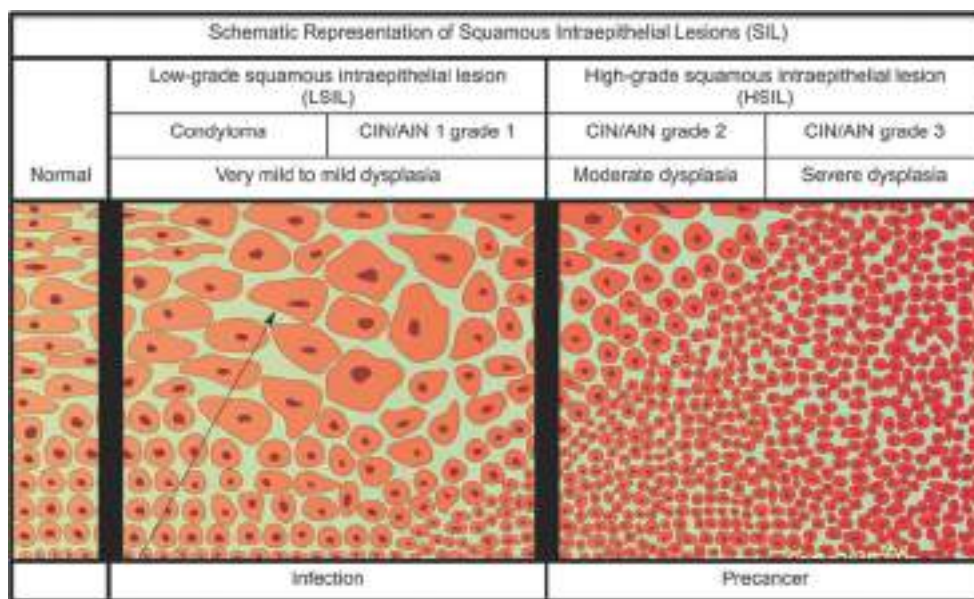 Schematic Representation of Squamous Intraepithelial Lesions (SIL)
Low-grade squamous intraepithelial lesion
(LSIL)
High-grade squamous intraepithelial lesion
(HSIL)
Condyloma
CIN/AIN 1 grade 1
CIN/AIN grade 2
CIN/AIN grade 3
Normal
Very mild to mild dysplasia
Moderate dysplasia
Severe dysplasia
Infection
Precancer